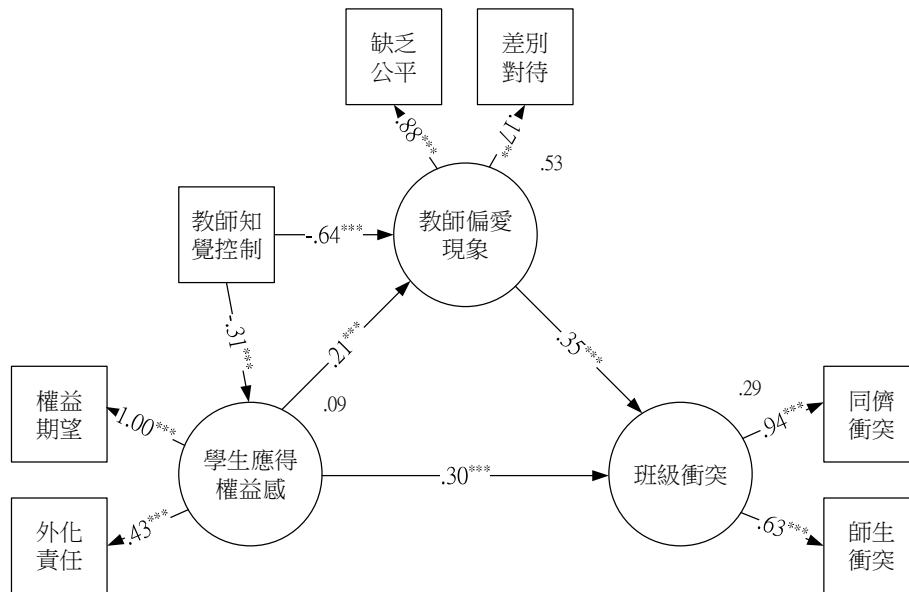 缺乏
公平
差別
對待
.88***
.17**
.53
教師知
覺控制
-.64***
教師偏愛
現象
-.31***
.21***
.35***
權益
期望
1.00***
.09
.29
.94***
同儕
衝突
學生應得
權益感
.30***
班級衝突
外化
責任
.43***
.63***
師生
衝突